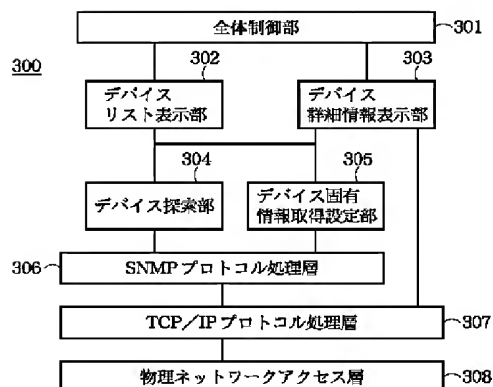 全体制御部
301
300
302
303
デバイス
リスト表示部
デバイス
詳細情報表示部
304
305
デバイス探索部
デバイス固有
情報取得設定部
306
SNMPプロトコル処理層
TCP/IPプロトコル処理層
307
物理ネットワークアクセス層
308